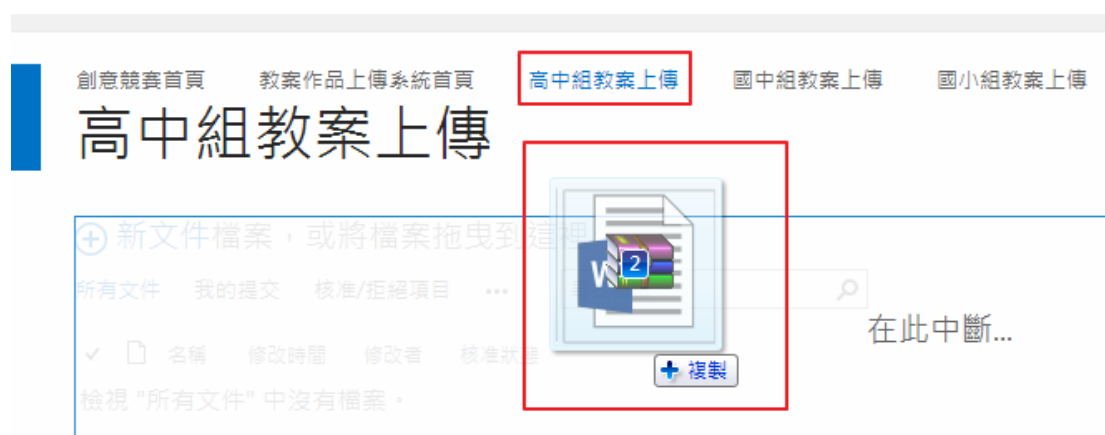 創意競賽首頁 教案作品上傳系統首頁 高中組教案上傳 國中組教案上傳 國小組教案上傳
高中組教案上傳
新文件檔案，或將檔案拖曳到這裡
所有文件 我的提交 核准/拒絕項目 •••
W 2
在此中斷...
名稱 修改時間 修改者 核准狀態
複製
檢視 "所有文件" 中沒有檔案。